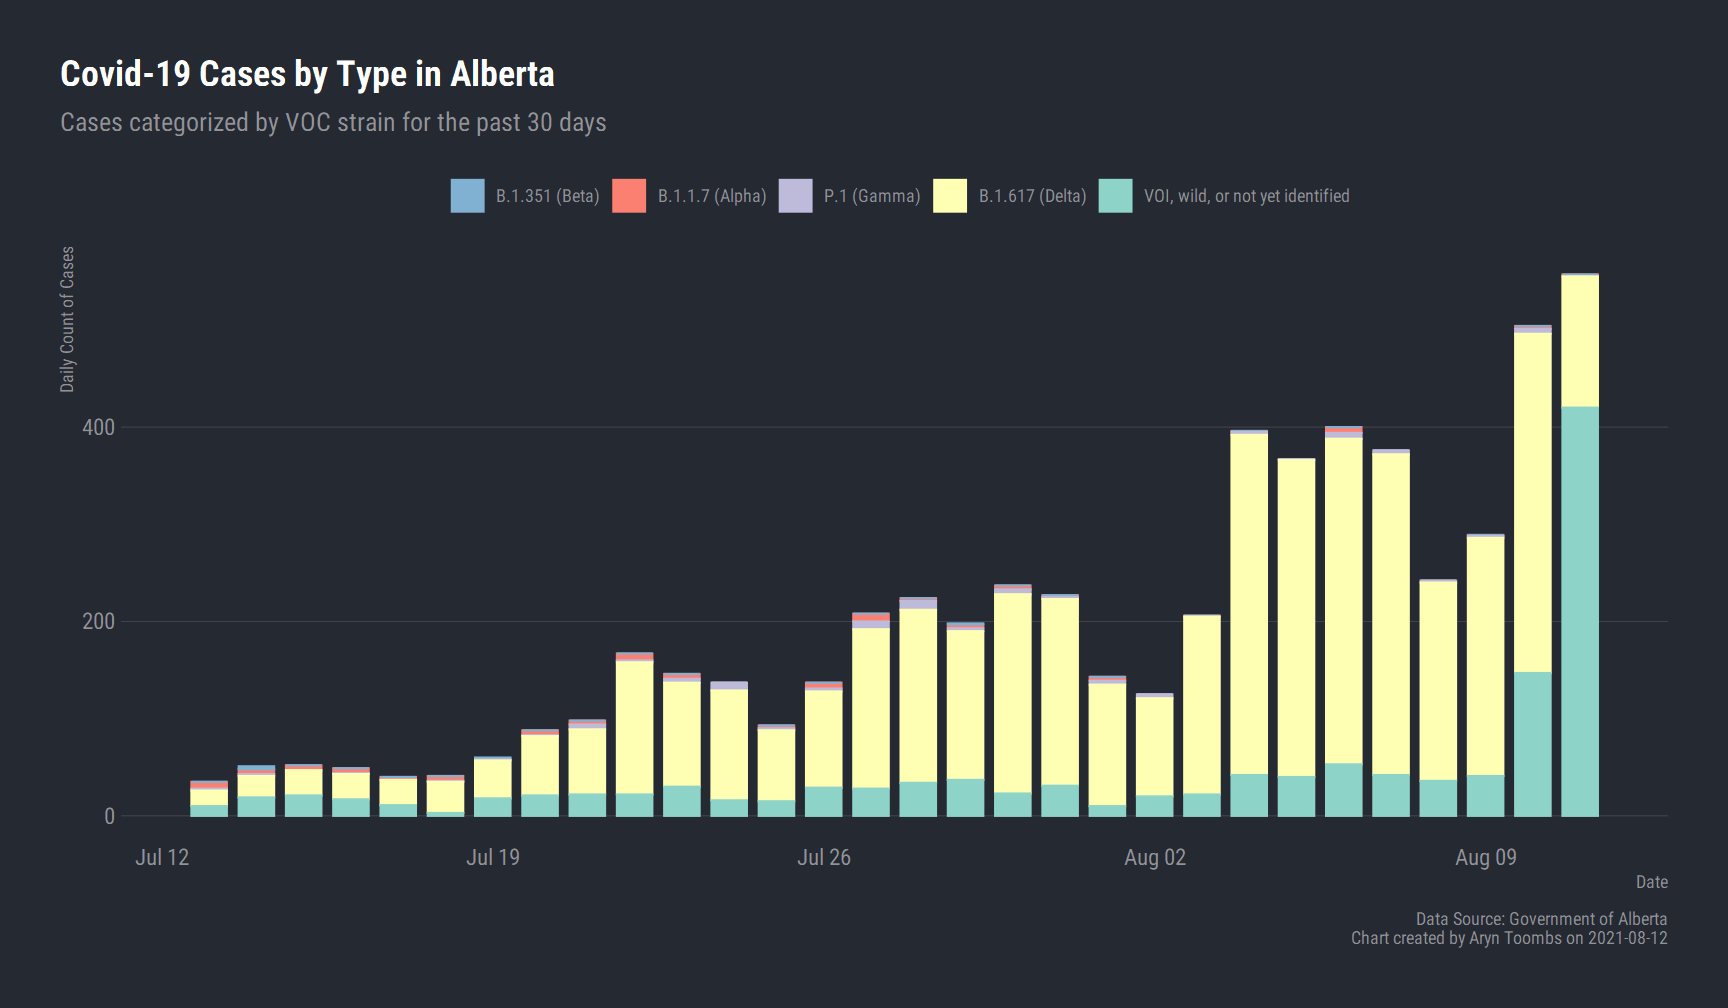 Covid-19 Cases by Type in Alberta
Cases categorized by VOC strain for the past 30 days
B.1.351 (Beta) B.1.1.7 (Alpha) P.1 (Gamma) B.1.617 (Delta) VOI, wild, or not yet identified
Daily Count of Cases
400
200
0
Jul 12 Jul 19 Jul 26 Aug 02 Aug 09
Date
Data Source: Government of Alberta
Chart created by Aryn Toombs on 2021-08-12